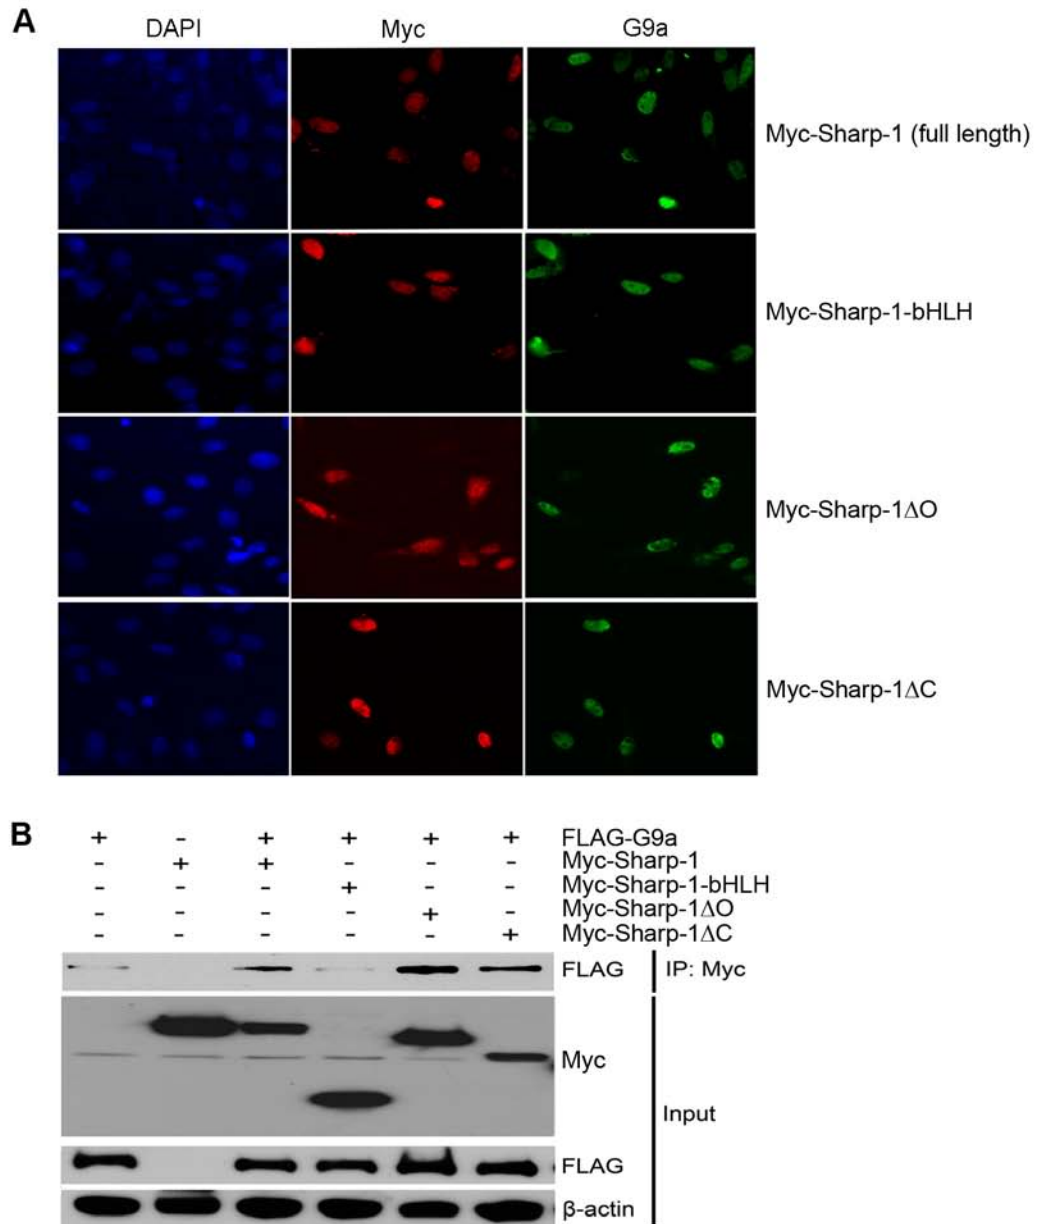 A
DAPI Myc G9a
Myc-Sharp-1 (full length)
Myc-Sharp-1-bHLH
Myc-Sharp-1ΔO
Myc-Sharp-1ΔC
B
+ - + + + + FLAG-G9a
- + + - - - Myc-Sharp-1
- - - + - - Myc-Sharp-1-bHLH
- - - - + - Myc-Sharp-1ΔO
- - - - - + Myc-Sharp-1ΔC
FLAG IP: Myc
Myc
Input
FLAG
β-actin